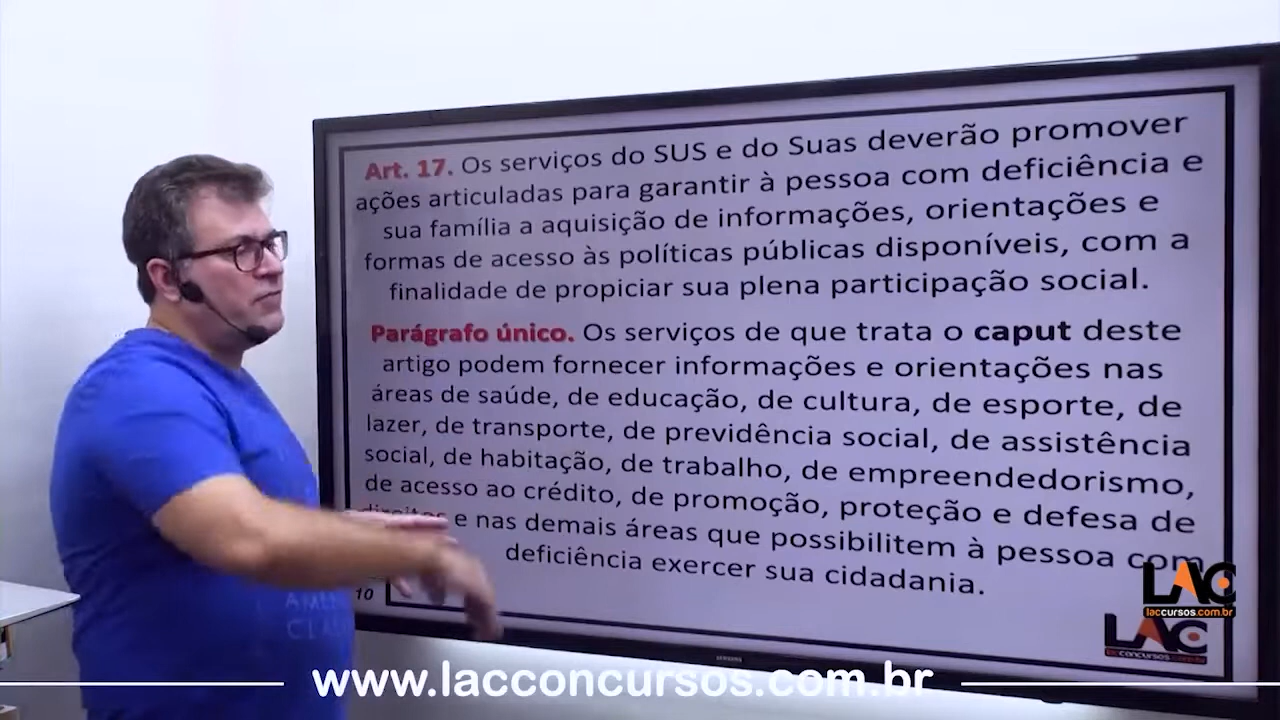 Art. 17. Os serviços do SUS e do Suas deverão promover
ações articuladas para garantir à pessoa com deficiência e
sua família a aquisição de informações, orientações e
formas de acesso às políticas públicas disponíveis, com a
finalidade de propiciar sua plena participação social.
Parágrafo único. Os serviços de que trata o caput deste
artigo podem fornecer informações e orientações nas
áreas de saúde, de educação, de cultura, de esporte, de
lazer, de transporte, de previdência social, de assistência
social, de habitação, de trabalho, de empreendedorismo,
de acesso ao crédito, de promoção, proteção e defesa de
direitos e nas demais áreas que possibilitem à pessoa com
deficiência exercer sua cidadania.
10
LAC
laccursos.com.br
LAC
SAMSUNG
www.lacconcursos.com.br